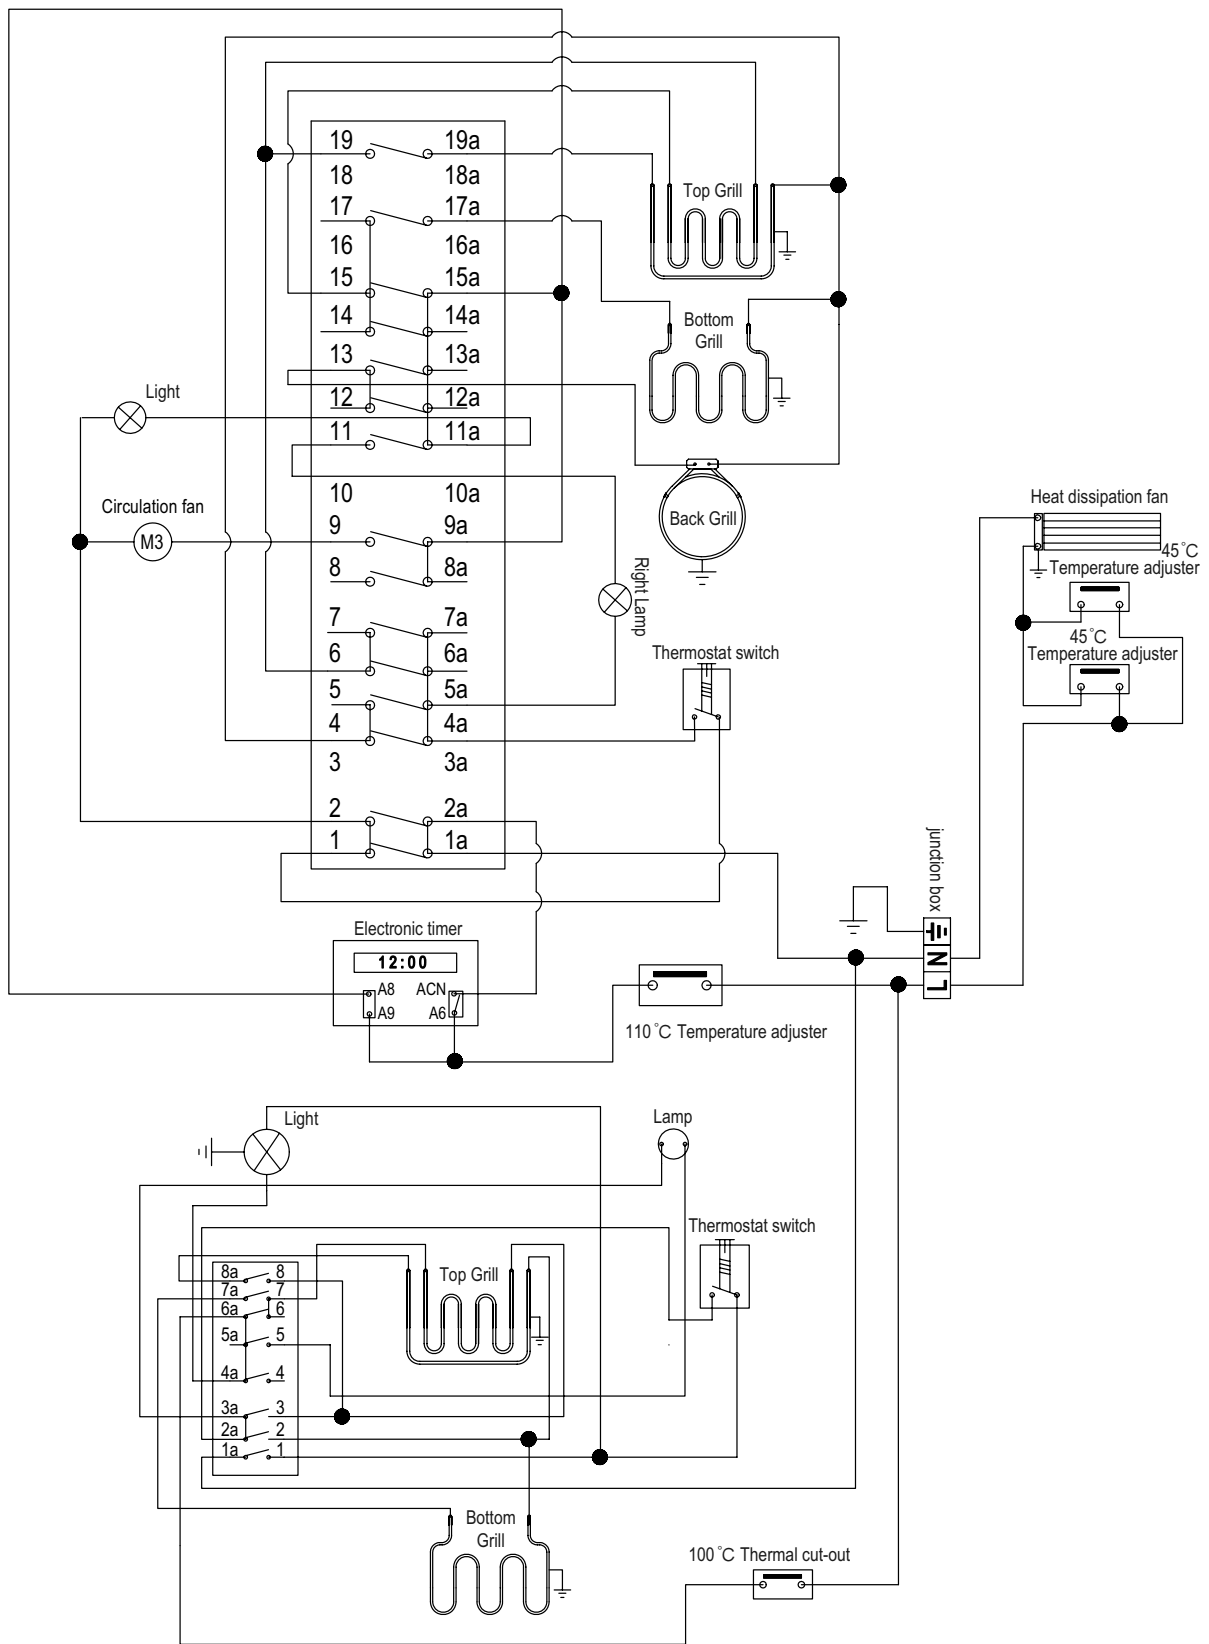 19 19a
18 18a
17 17a
16 16a
15 15a
14 14a
13 13a
12 12a
11 11a
10 10a
9 9a
8 8a
7 7a
6 6a
5 5a
4 4a
3 3a
2 2a
1 1a
Top Grill
Bottom
Grill
Back Grill
Light
Circulation fan
M3
Right Lamp
Thermostat switch
Heat dissipation fan
45°C
Temperature adjuster
45°C
Temperature adjuster
junction box
N
L
Electronic timer
12:00
A8 ACN
A9 A6
110°C Temperature adjuster
Light
Lamp
Thermostat switch
Top Grill
8a 8
7a 7
6a 6
5a 5
4a 4
3a 3
2a 2
1a 1
Bottom
Grill
100°C Thermal cut-out